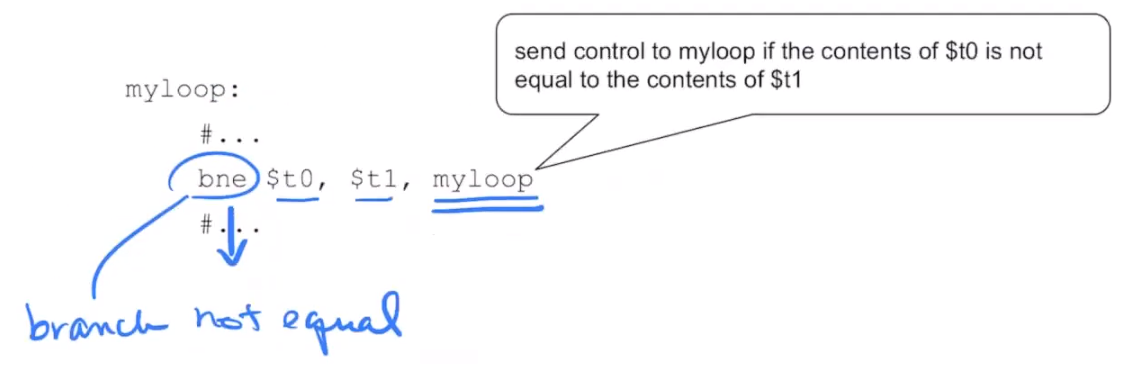 send control to myloop if the contents of $t0 is not
equal to the contents of $t1
myloop:
#...
bne $t0, $t1, myloop
#...
branch not equal